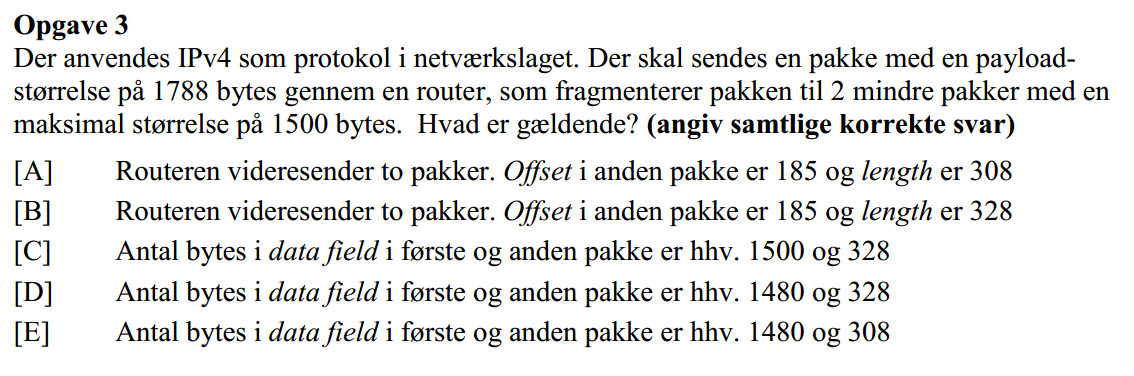 Opgave 3
Der anvendes IPv4 som protokol i netværkslaget. Der skal sendes en pakke med en payload-
størrelse på 1788 bytes gennem en router, som fragmenterer pakken til 2 mindre pakker med en
maksimal størrelse på 1500 bytes.  Hvad er gældende? (angiv samtlige korrekte svar)
[A] Routeren videresender to pakker. Offset i anden pakke er 185 og length er 308
[B] Routeren videresender to pakker. Offset i anden pakke er 185 og length er 328
[C] Antal bytes i data field i første og anden pakke er hhv. 1500 og 328
[D] Antal bytes i data field i første og anden pakke er hhv. 1480 og 328
[E] Antal bytes i data field i første og anden pakke er hhv. 1480 og 308